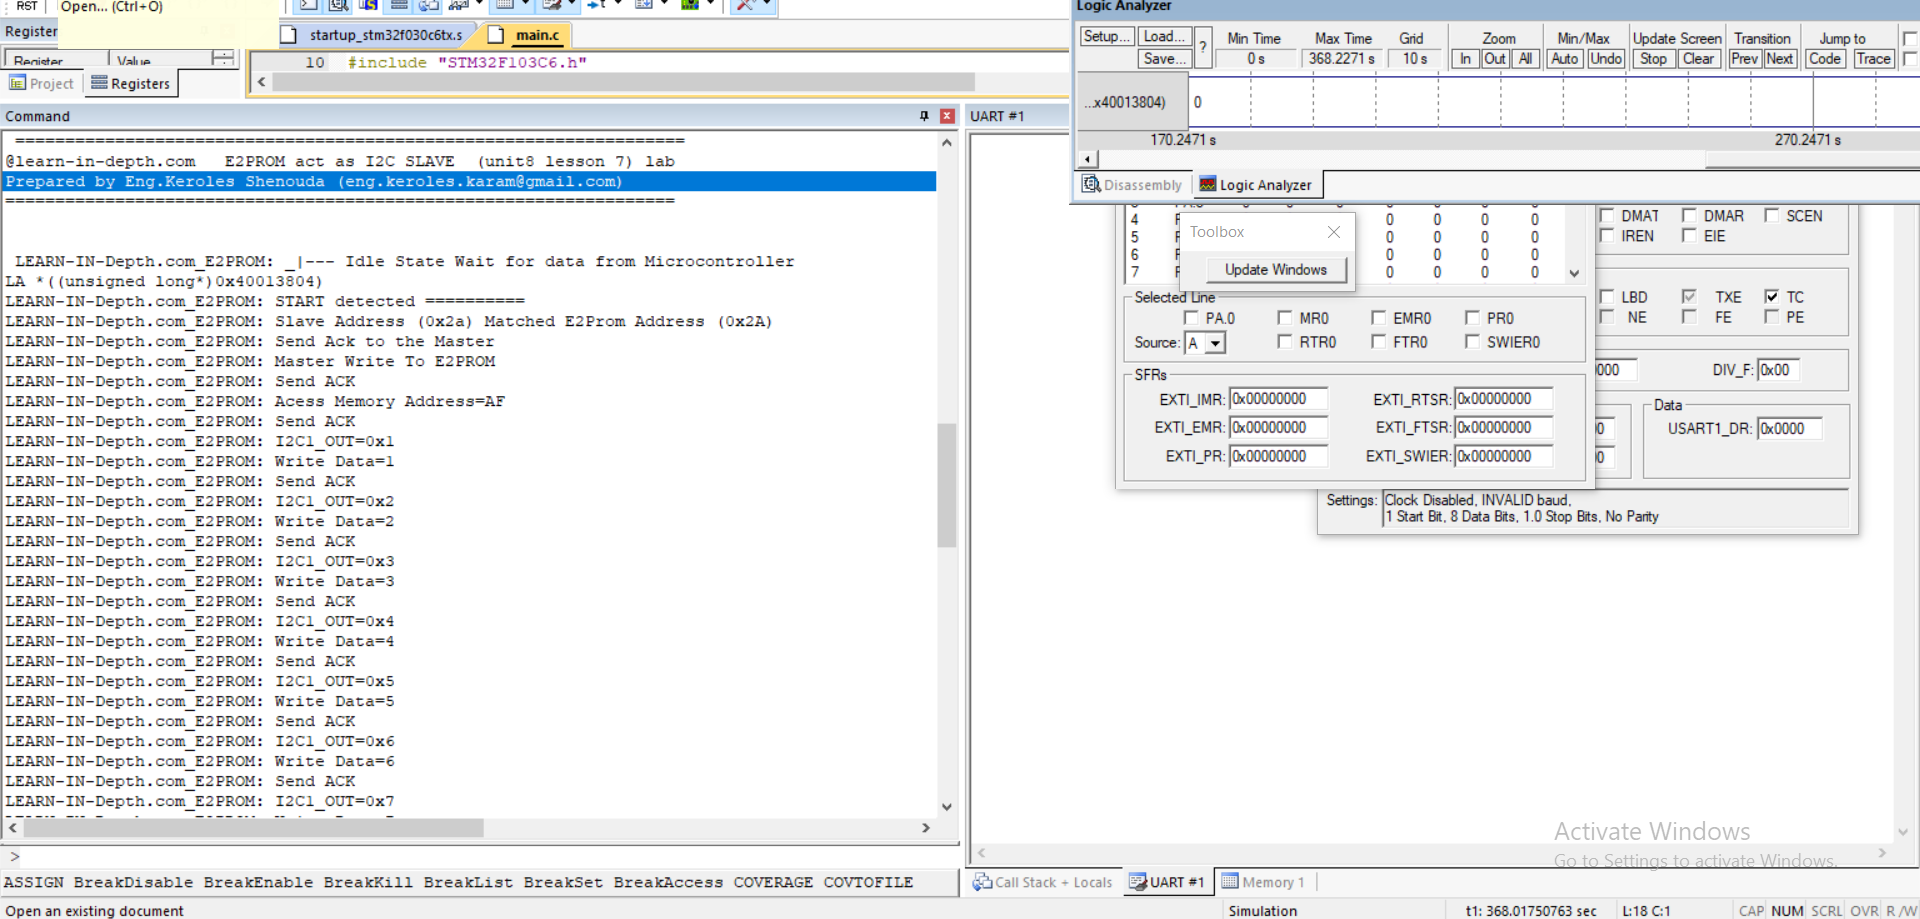 RST
Open... (Ctrl+O)
Register
startup_stm32f030c6tx.s
main.c
Register Value
10 #include "STM32F103C6.h"
Project Registers
Command
====================================================================
@learn-in-depth.com E2PROM act as I2C SLAVE (unit8 lesson 7) lab
Prepared by Eng.Keroles Shenouda (eng.keroles.karam@gmail.com)
====================================================================
LEARN-IN-Depth.com_E2PROM: _|--- Idle State Wait for data from Microcontroller
LA *((unsigned long*)0x40013804)
LEARN-IN-Depth.com_E2PROM: START detected ==========
LEARN-IN-Depth.com_E2PROM: Slave Address (0x2a) Matched E2Prom Address (0x2A)
LEARN-IN-Depth.com_E2PROM: Send Ack to the Master
LEARN-IN-Depth.com_E2PROM: Master Write To E2PROM
LEARN-IN-Depth.com_E2PROM: Send ACK
LEARN-IN-Depth.com_E2PROM: Acess Memory Address=AF
LEARN-IN-Depth.com_E2PROM: Send ACK
LEARN-IN-Depth.com_E2PROM: I2C1_OUT=0x1
LEARN-IN-Depth.com_E2PROM: Write Data=1
LEARN-IN-Depth.com_E2PROM: Send ACK
LEARN-IN-Depth.com_E2PROM: I2C1_OUT=0x2
LEARN-IN-Depth.com_E2PROM: Write Data=2
LEARN-IN-Depth.com_E2PROM: Send ACK
LEARN-IN-Depth.com_E2PROM: I2C1_OUT=0x3
LEARN-IN-Depth.com_E2PROM: Write Data=3
LEARN-IN-Depth.com_E2PROM: Send ACK
LEARN-IN-Depth.com_E2PROM: I2C1_OUT=0x4
LEARN-IN-Depth.com_E2PROM: Write Data=4
LEARN-IN-Depth.com_E2PROM: Send ACK
LEARN-IN-Depth.com_E2PROM: I2C1_OUT=0x5
LEARN-IN-Depth.com_E2PROM: Write Data=5
LEARN-IN-Depth.com_E2PROM: Send ACK
LEARN-IN-Depth.com_E2PROM: I2C1_OUT=0x6
LEARN-IN-Depth.com_E2PROM: Write Data=6
LEARN-IN-Depth.com_E2PROM: Send ACK
LEARN-IN-Depth.com_E2PROM: I2C1_OUT=0x7
>
ASSIGN BreakDisable BreakEnable BreakKill BreakList BreakSet BreakAccess COVERAGE COVTOFILE
Open an existing document
UART #1
Logic Analyzer
Setup... Load... ? Min Time Max Time Grid Zoom Min/Max Update Screen Transition Jump to
Save... 0 s 368.2271 s 10 s In Out All Auto Undo Stop Clear Prev Next Code Trace
...x40013804) 0
170.2471 s 270.2471 s
Disassembly Logic Analyzer
4 0 0 0
5 0 0 0
6 0 0 0
7 0 0 0
Toolbox
Update Windows
DMAT DMAR SCEN
IREN EIE
LBD TXE TC
NE FE PE
Selected Line
PA.0 MR0 EMR0 PR0
Source: A RTR0 FTR0 SWIER0
SFRs
EXTI_IMR: 0x00000000 EXTI_RTSR: 0x00000000
EXTI_EMR: 0x00000000 EXTI_FTSR: 0x00000000
EXTI_PR: 0x00000000 EXTI_SWIER: 0x00000000
DIV_F: 0x00
Data
USART1_DR: 0x0000
Settings: Clock Disabled, INVALID baud,
1 Start Bit, 8 Data Bits, 1.0 Stop Bits, No Parity
Activate Windows
Go to Settings to activate Windows.
Call Stack + Locals UART #1 Memory 1
Simulation t1: 368.01750763 sec L:18 C:1 CAP NUM SCRL OVR R/W